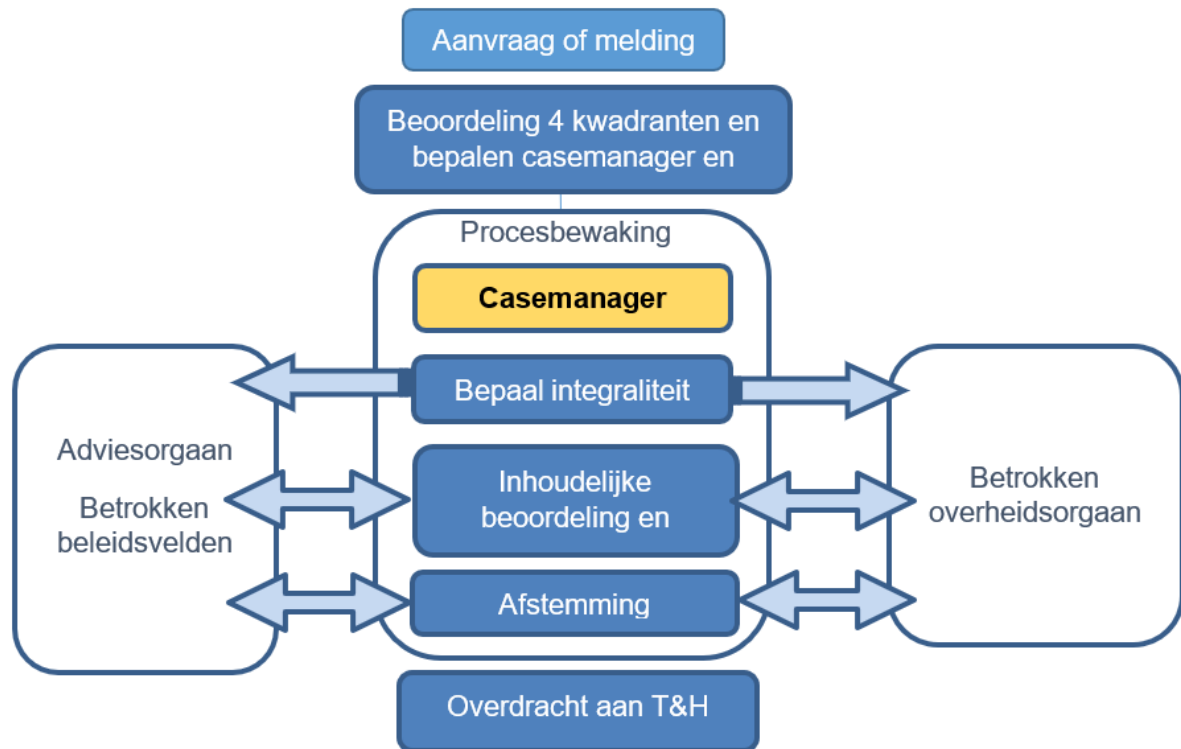 Aanvraag of melding
Beoordeling 4 kwadranten en
bepalen casemanager en
Procesbewaking
Casemanager
Bepaal integraliteit
Adviesorgaan
Betrokken
beleidsvelden
Inhoudelijke
beoordeling en
Betrokken
overheidsorgaan
Afstemming
Overdracht aan T&H